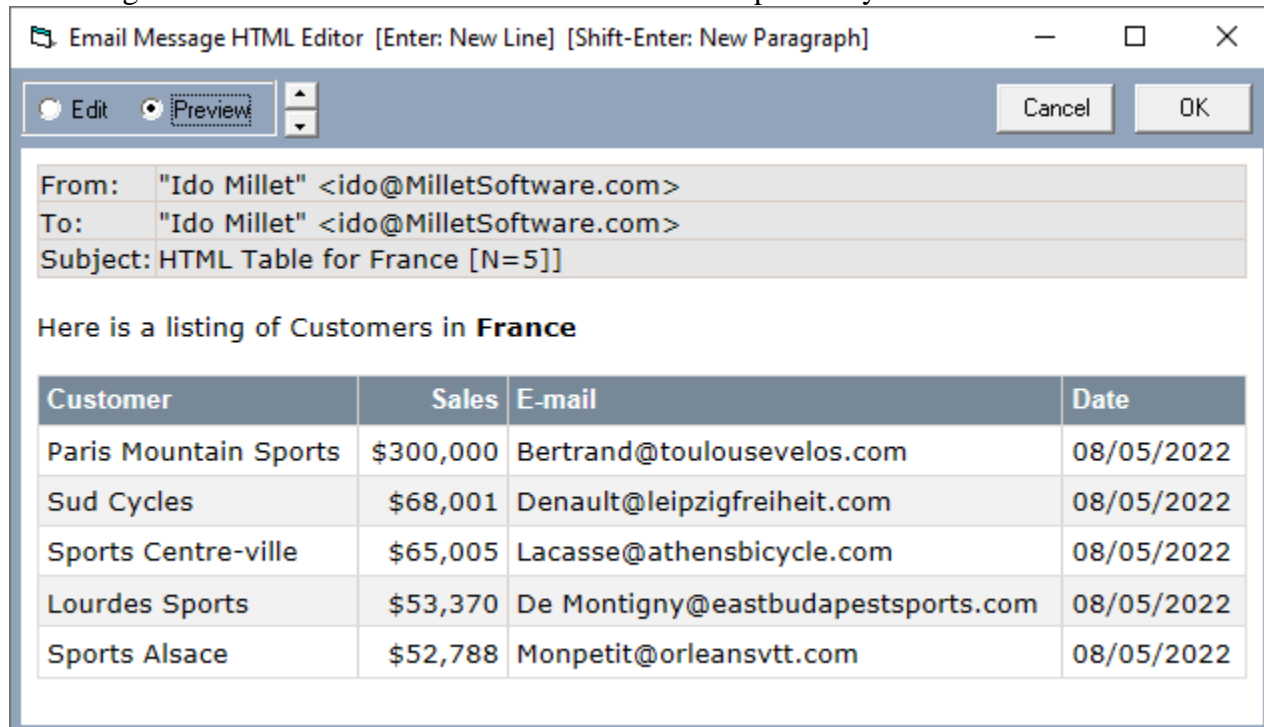 Email Message HTML Editor [Enter: New Line] [Shift-Enter: New Paragraph]
Edit Preview Cancel OK
From: "Ido Millet" <ido@MilletSoftware.com>
To: "Ido Millet" <ido@MilletSoftware.com>
Subject: HTML Table for France [N=5]]
Here is a listing of Customers in France
Customer Sales E-mail Date
Paris Mountain Sports $300,000 Bertrand@toulousevelos.com 08/05/2022
Sud Cycles $68,001 Denault@leipzigfreiheit.com 08/05/2022
Sports Centre-ville $65,005 Lacasse@athensbicycle.com 08/05/2022
Lourdes Sports $53,370 De Montigny@eastbudapestsports.com 08/05/2022
Sports Alsace $52,788 Monpetit@orleansvtt.com 08/05/2022